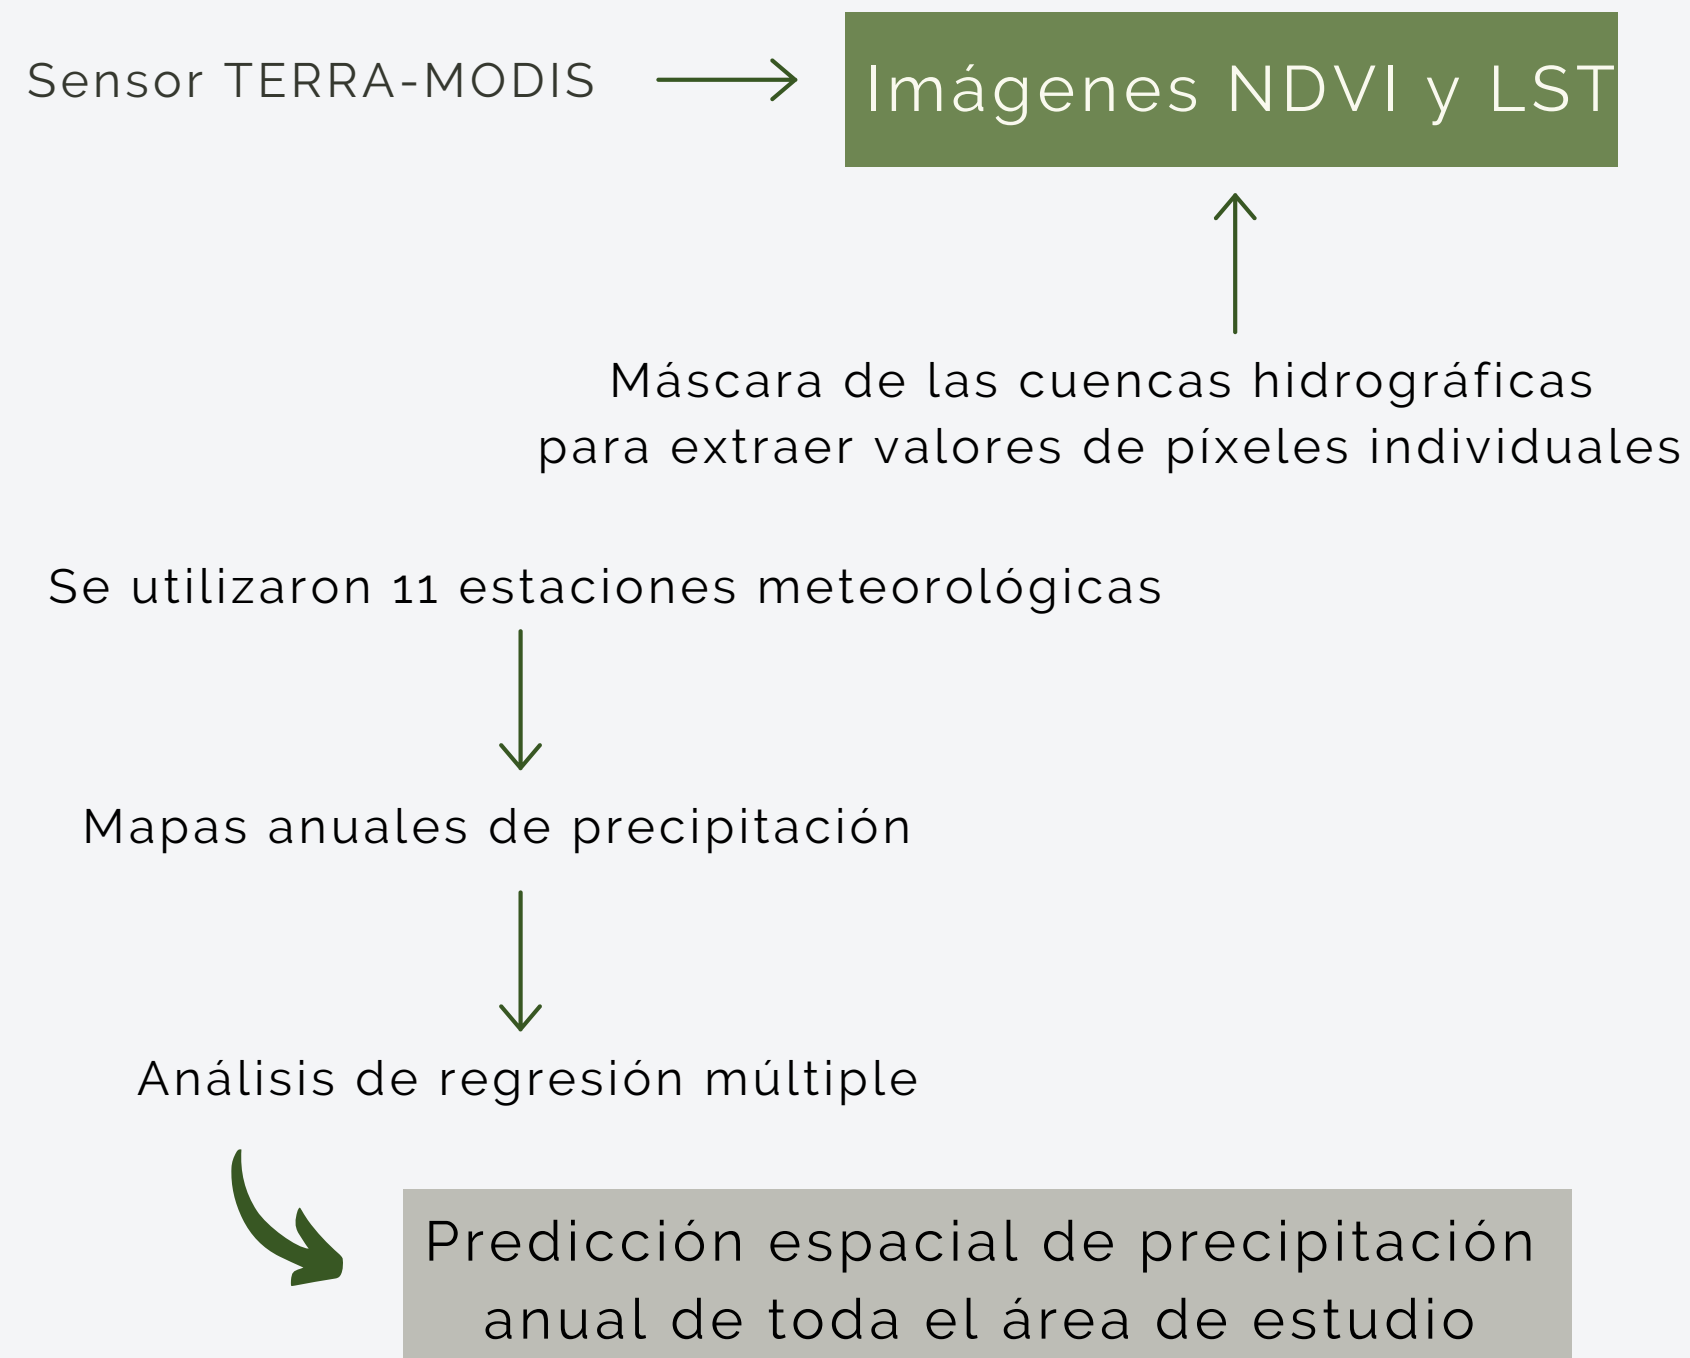 Sensor TERRA-MODIS
Imágenes NDVI y LST
Máscara de las cuencas hidrográficas
para extraer valores de píxeles individuales
Se utilizaron 11 estaciones meteorológicas
Mapas anuales de precipitación
Análisis de regresión múltiple
Predicción espacial de precipitación
anual de toda el área de estudio